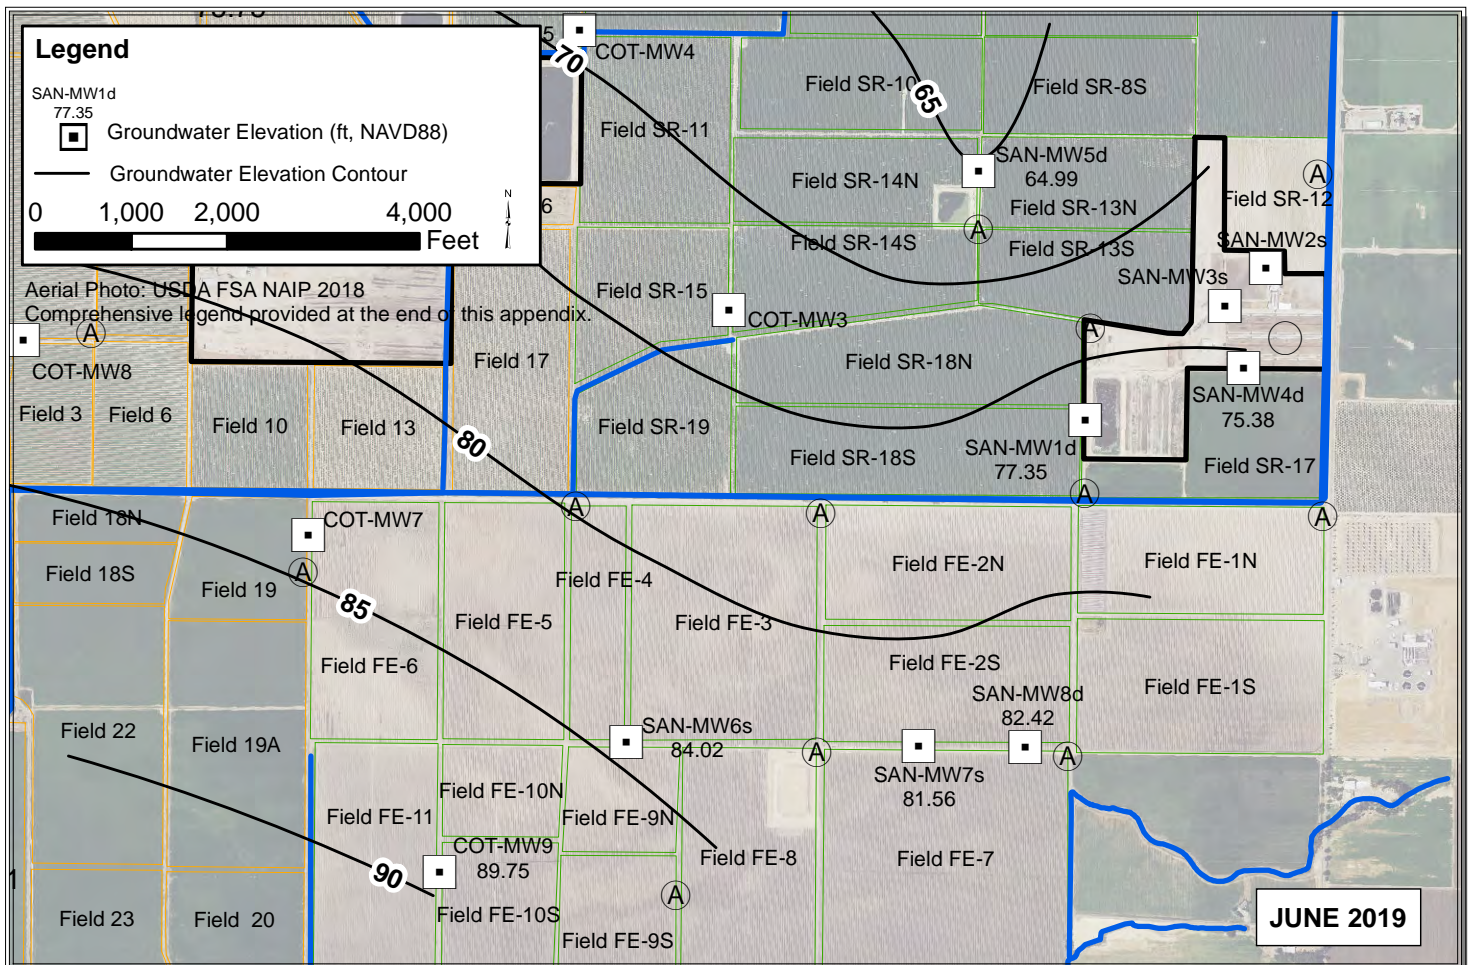 Legend
SAN-MW1d
77.35
Groundwater Elevation (ft, NAVD88)
Groundwater Elevation Contour
N
0 1,000 2,000 4,000
Feet
Aerial Photo: USDA FSA NAIP 2018
Comprehensive legend provided at the end of this appendix.
COT-MW4
70
65
Field SR-10
Field SR-8S
Field SR-11
SAN-MW5d
64.99
Field SR-14N
Field SR-13N
A
Field SR-12
6
A
Field SR-14S
Field SR-13S
SAN-MW2s
SAN-MW3s
Field SR-15
COT-MW3
A
A
COT-MW8
Field 17
Field SR-18N
SAN-MW4d
75.38
Field 3
Field 6
Field 10
Field 13
80
Field SR-19
Field SR-18S
SAN-MW1d
77.35
Field SR-17
A
A
A
A
Field 18N
COT-MW7
Field 18S
A
Field 19
85
Field FE-4
Field FE-2N
Field FE-1N
Field FE-5
Field FE-3
Field FE-6
Field FE-2S
Field FE-1S
SAN-MW8d
82.42
Field 22
Field 19A
SAN-MW6s
84.02
A
A
SAN-MW7s
81.56
Field FE-10N
Field FE-11
Field FE-9N
COT-MW9
89.75
Field FE-8
Field FE-7
90
A
Field 23
Field 20
Field FE-10S
Field FE-9S
JUNE 2019